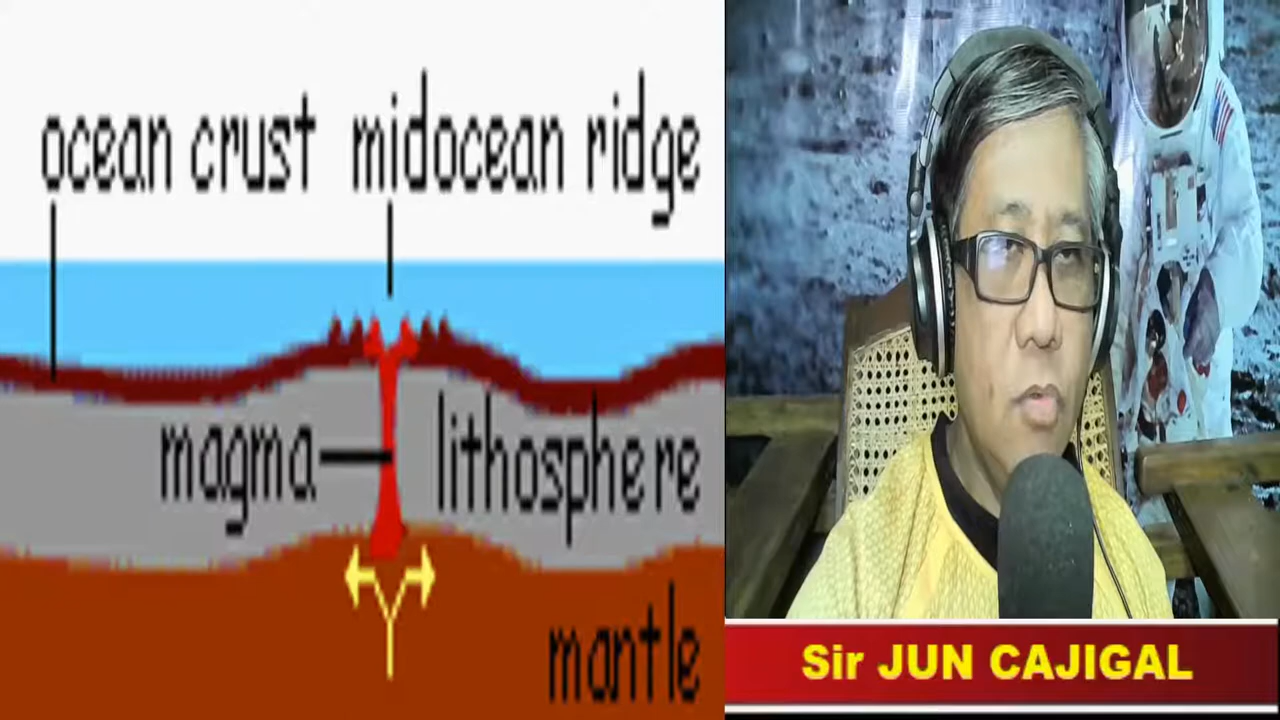 ocean crust midocean ridge
magma
lithosphere
mantle
Sir JUN CAJIGAL